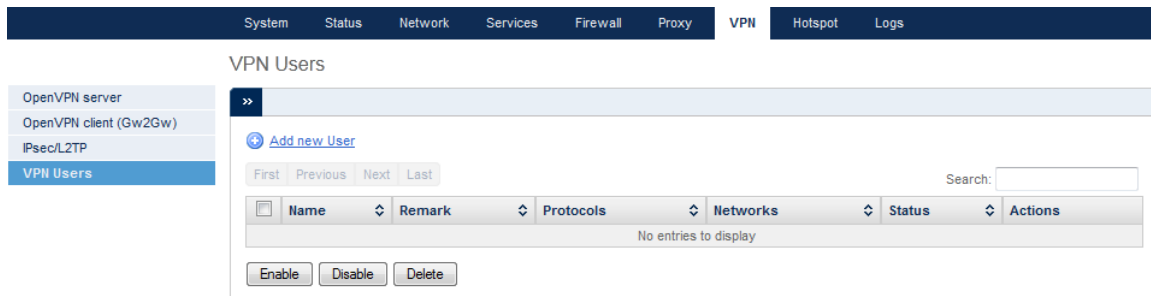 System Status Network Services Firewall Proxy VPN Hotspot Logs
VPN Users
OpenVPN server
OpenVPN client (Gw2Gw)
IPsec/L2TP
VPN Users
»
Add new User
First Previous Next Last
Search:
Name Remark Protocols Networks Status Actions
No entries to display
Enable Disable Delete